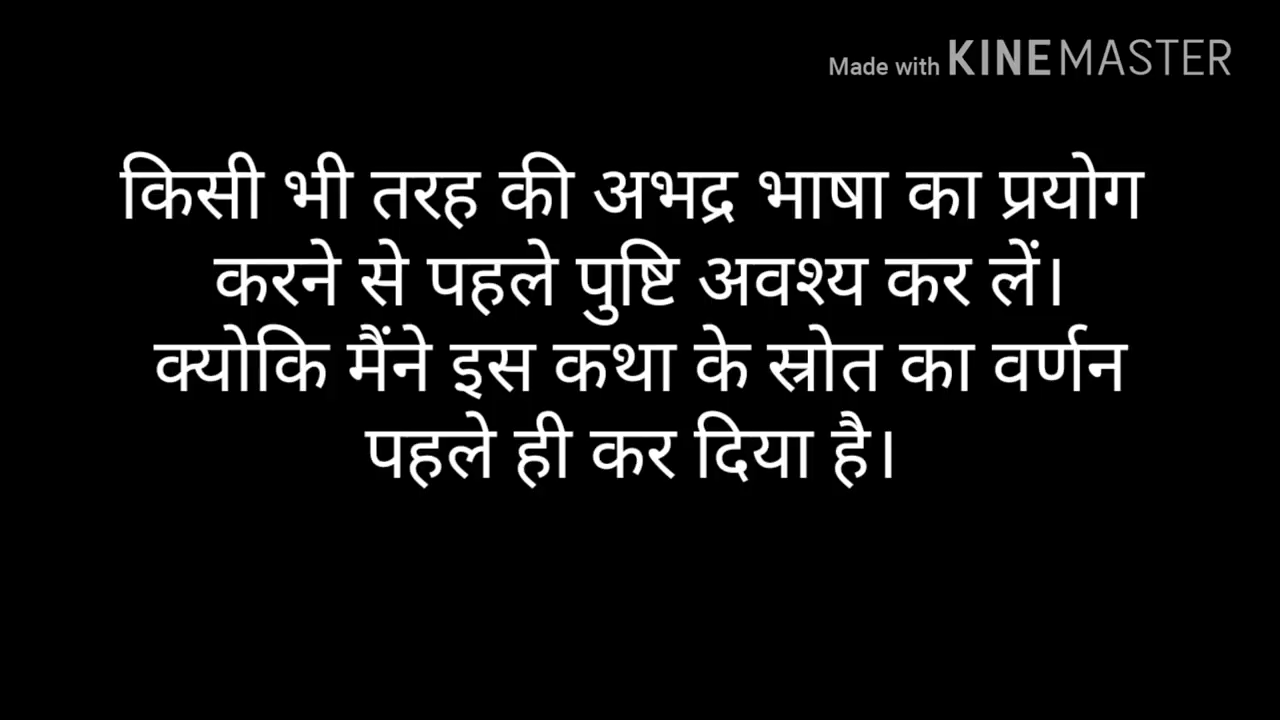 Made with KINEMASTER
किसी भी तरह की अभद्र भाषा का प्रयोग
करने से पहले पुष्टि अवश्य कर लें।
क्योकि मैंने इस कथा के स्रोत का वर्णन
पहले ही कर दिया है।